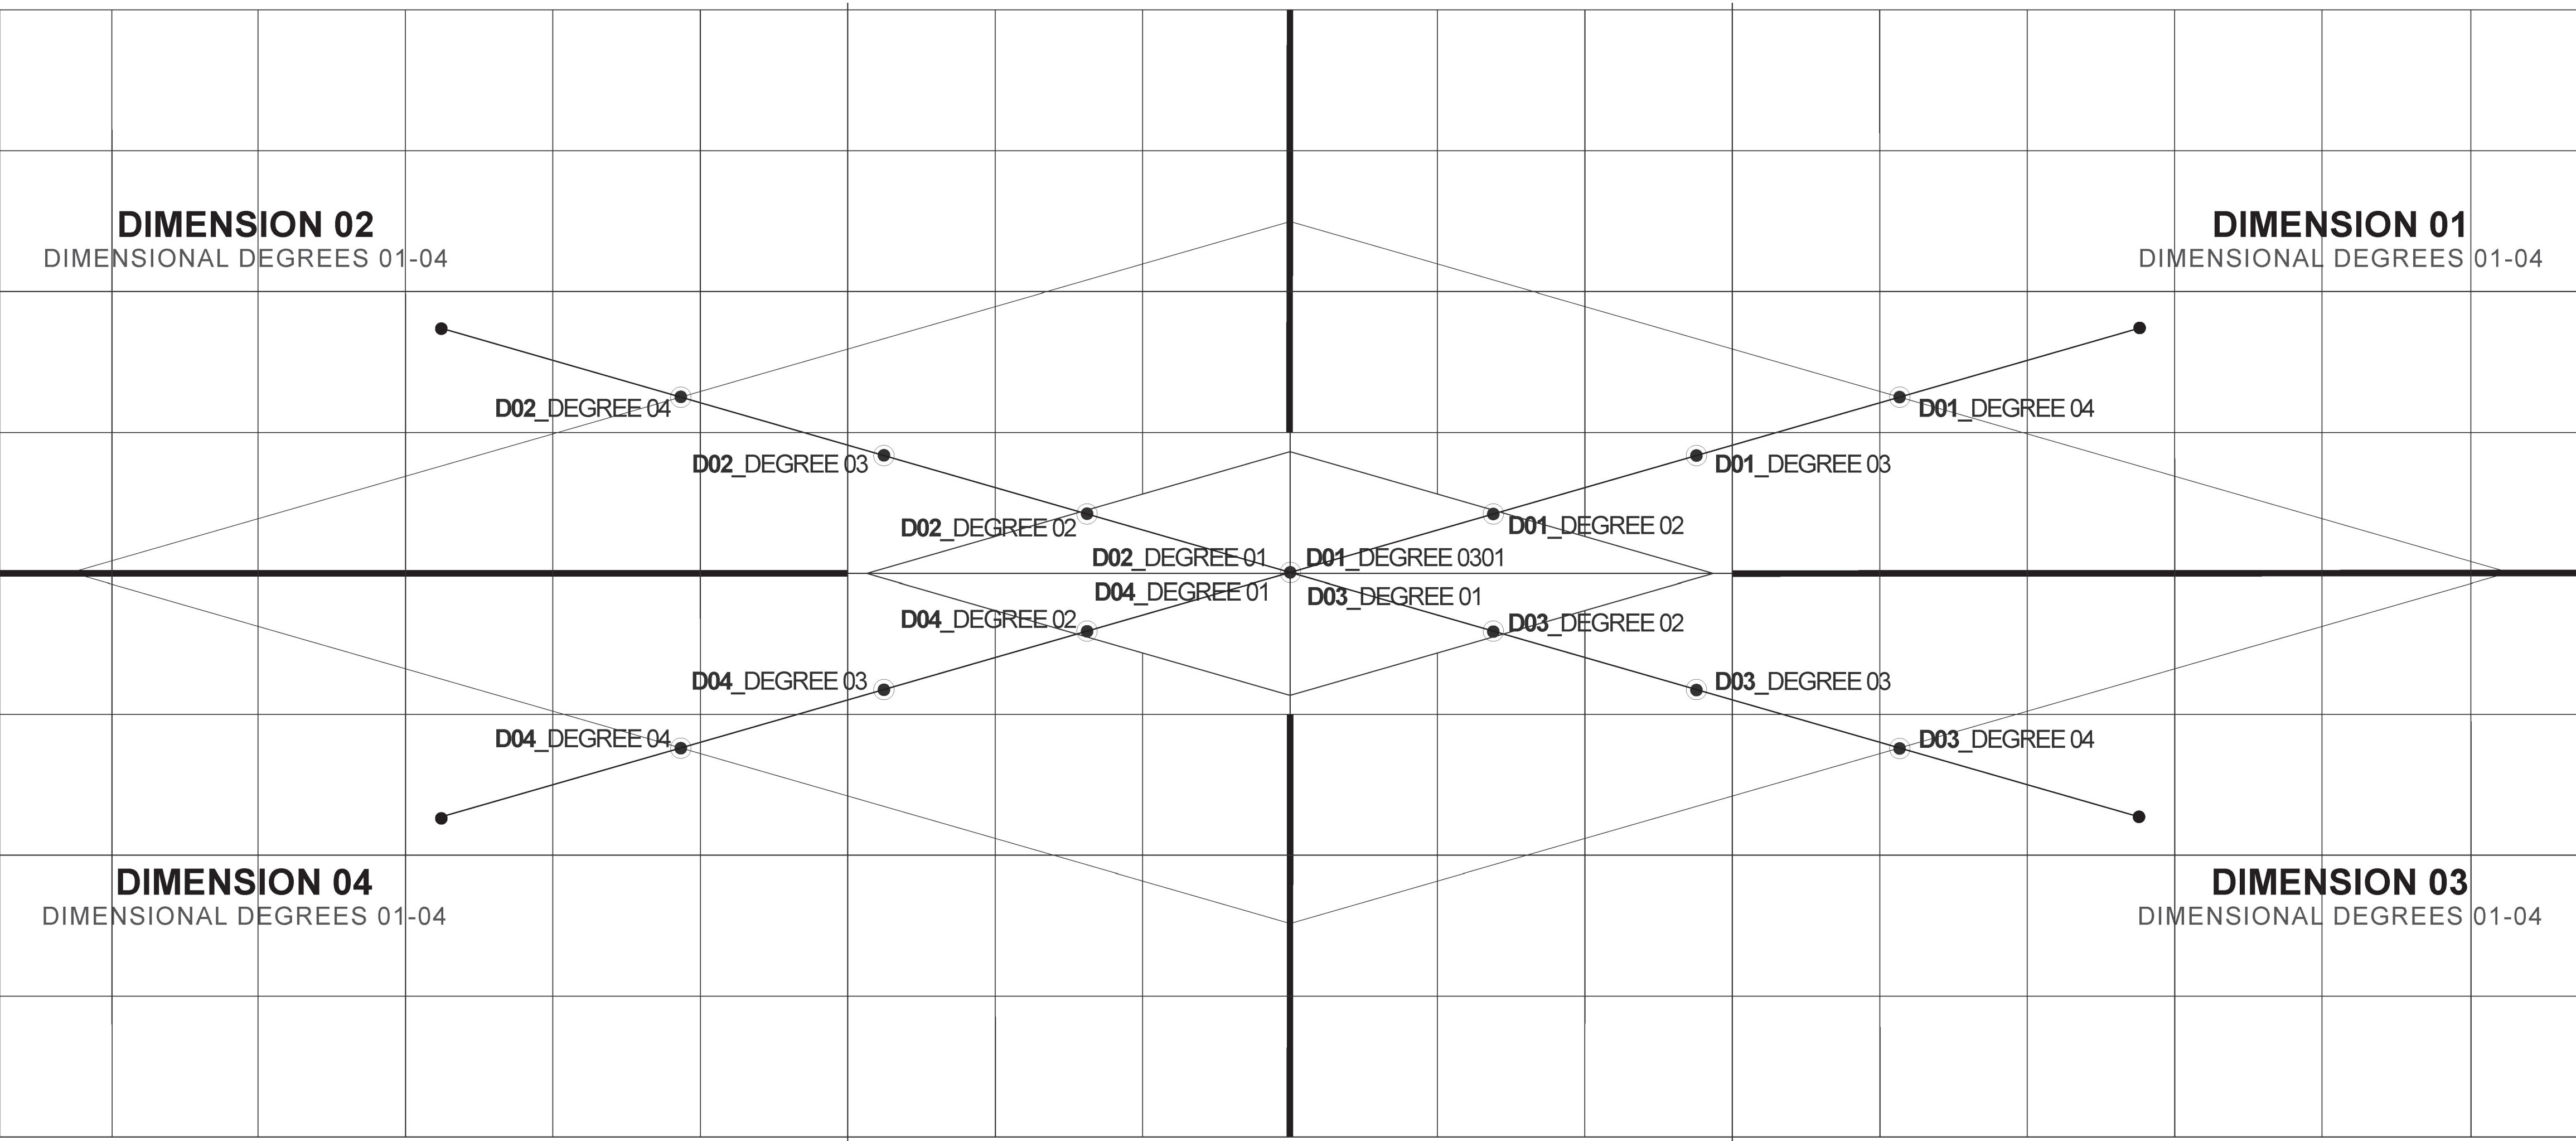 DIMENSION 02
DIMENSIONAL DEGREES 01-04
DIMENSION 01
DIMENSIONAL DEGREES 01-04
D02_DEGREE 04
D01_DEGREE 04
D02_DEGREE 03
D01_DEGREE 03
D02_DEGREE 02
D01_DEGREE 02
D02_DEGREE 01
D01_DEGREE 0301
D04_DEGREE 01
D03_DEGREE 01
D04_DEGREE 02
D03_DEGREE 02
D04_DEGREE 03
D03_DEGREE 03
D04_DEGREE 04
D03_DEGREE 04
DIMENSION 04
DIMENSIONAL DEGREES 01-04
DIMENSION 03
DIMENSIONAL DEGREES 01-04